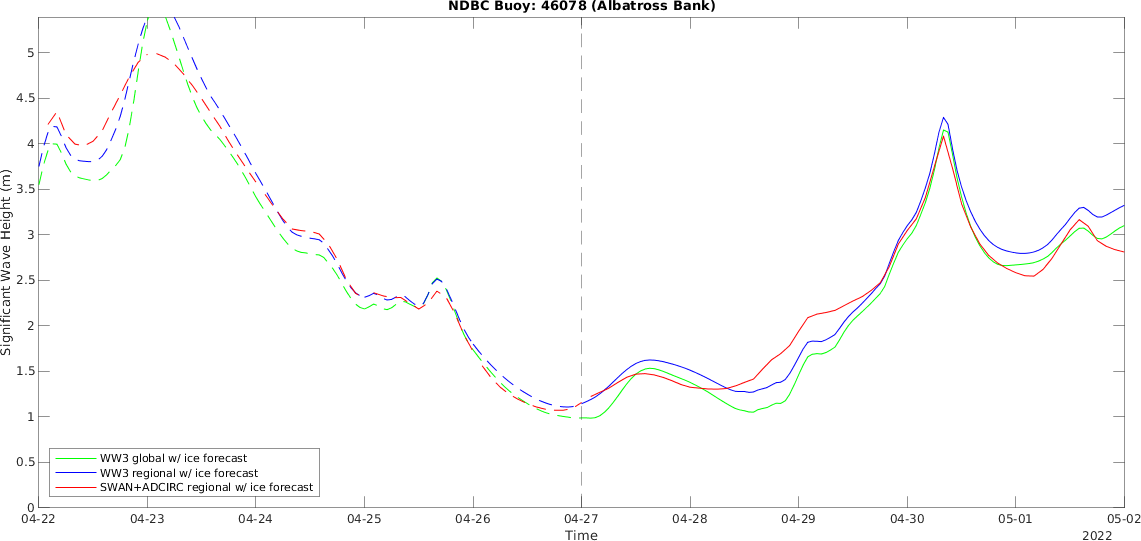 NDBC Buoy: 46078 (Albatross Bank)
5
4.5
4
3.5
3
2.5
2
1.5
1
0.5
0
Significant Wave Height (m)
WW3 global w/ ice forecast
WW3 regional w/ ice forecast
SWAN+ADCIRC regional w/ ice forecast
04-22 04-23 04-24 04-25 04-26 04-27 04-28 04-29 04-30 05-01 05-02
Time
2022